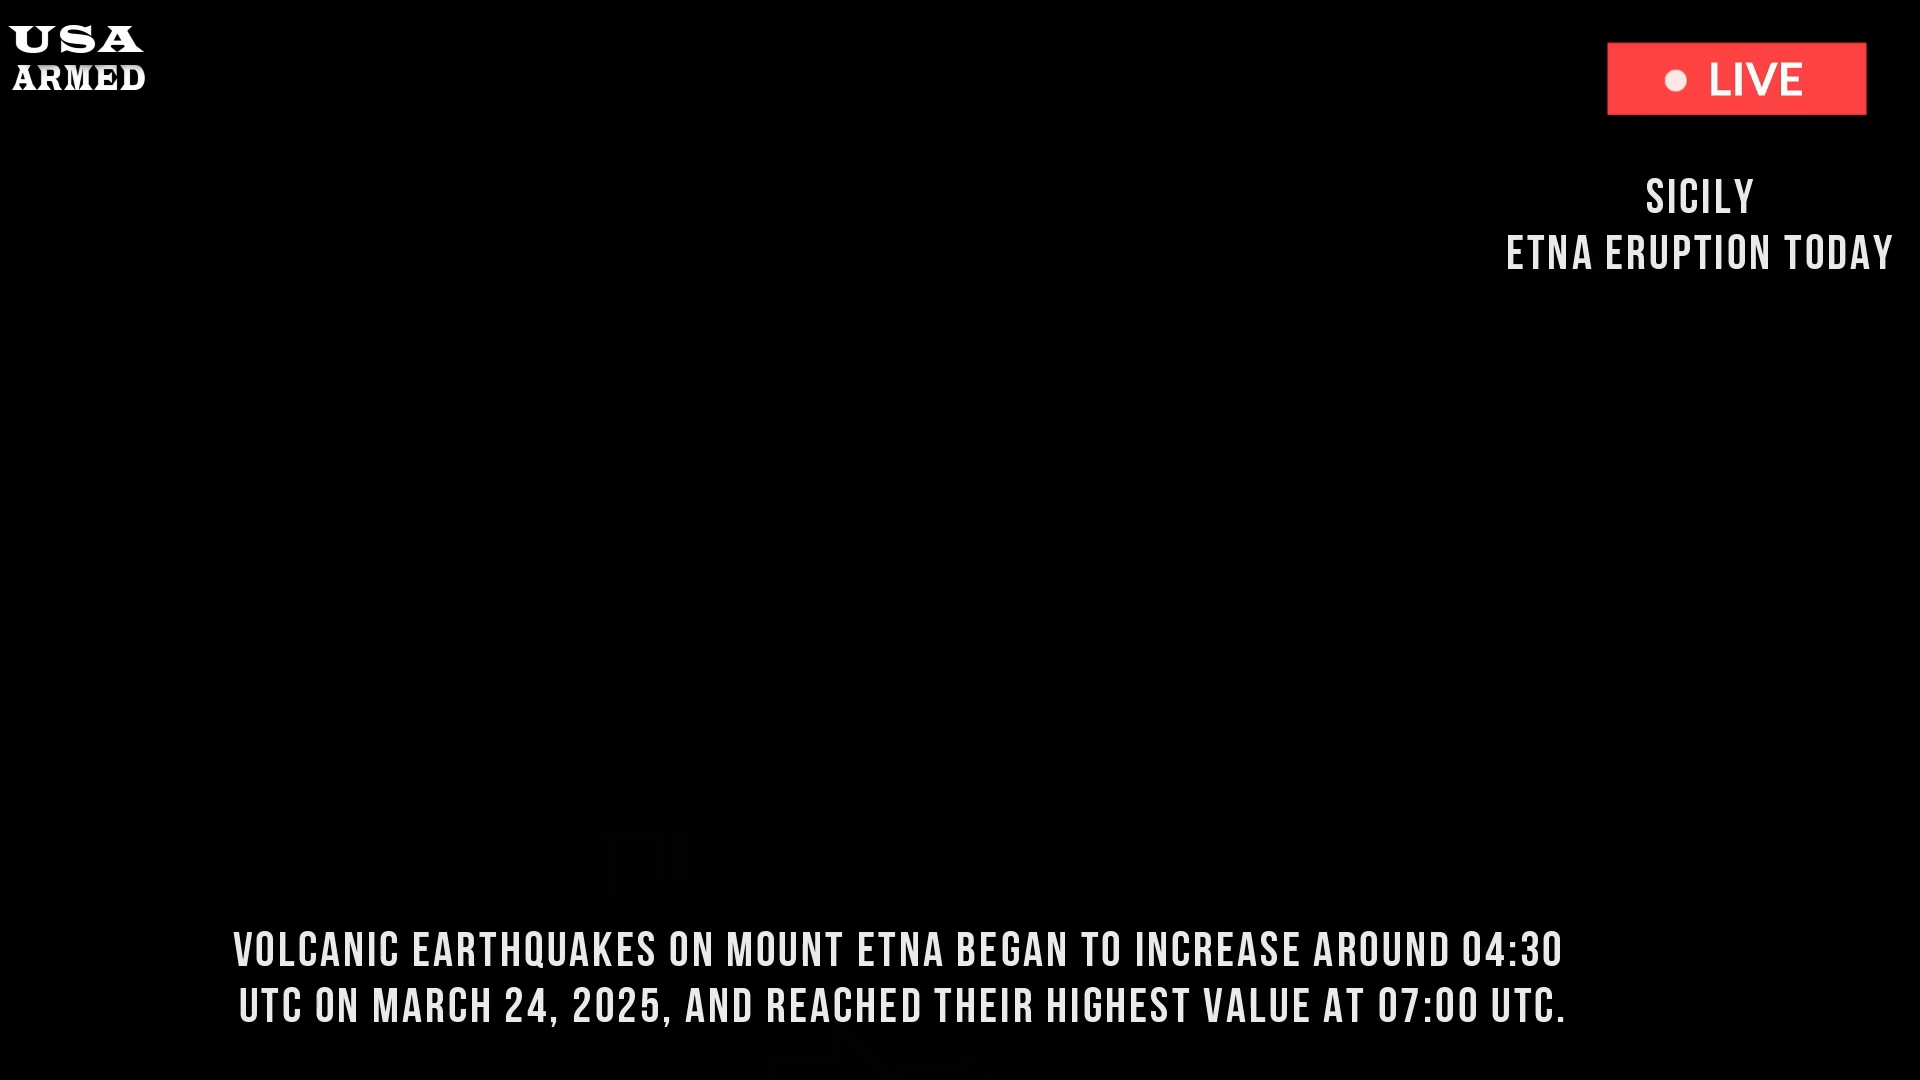 USA
ARMED
LIVE
SICILY
ETNA ERUPTION TODAY
VOLCANIC EARTHQUAKES ON MOUNT ETNA BEGAN TO INCREASE AROUND 04:30
UTC ON MARCH 24, 2025, AND REACHED THEIR HIGHEST VALUE AT 07:00 UTC.